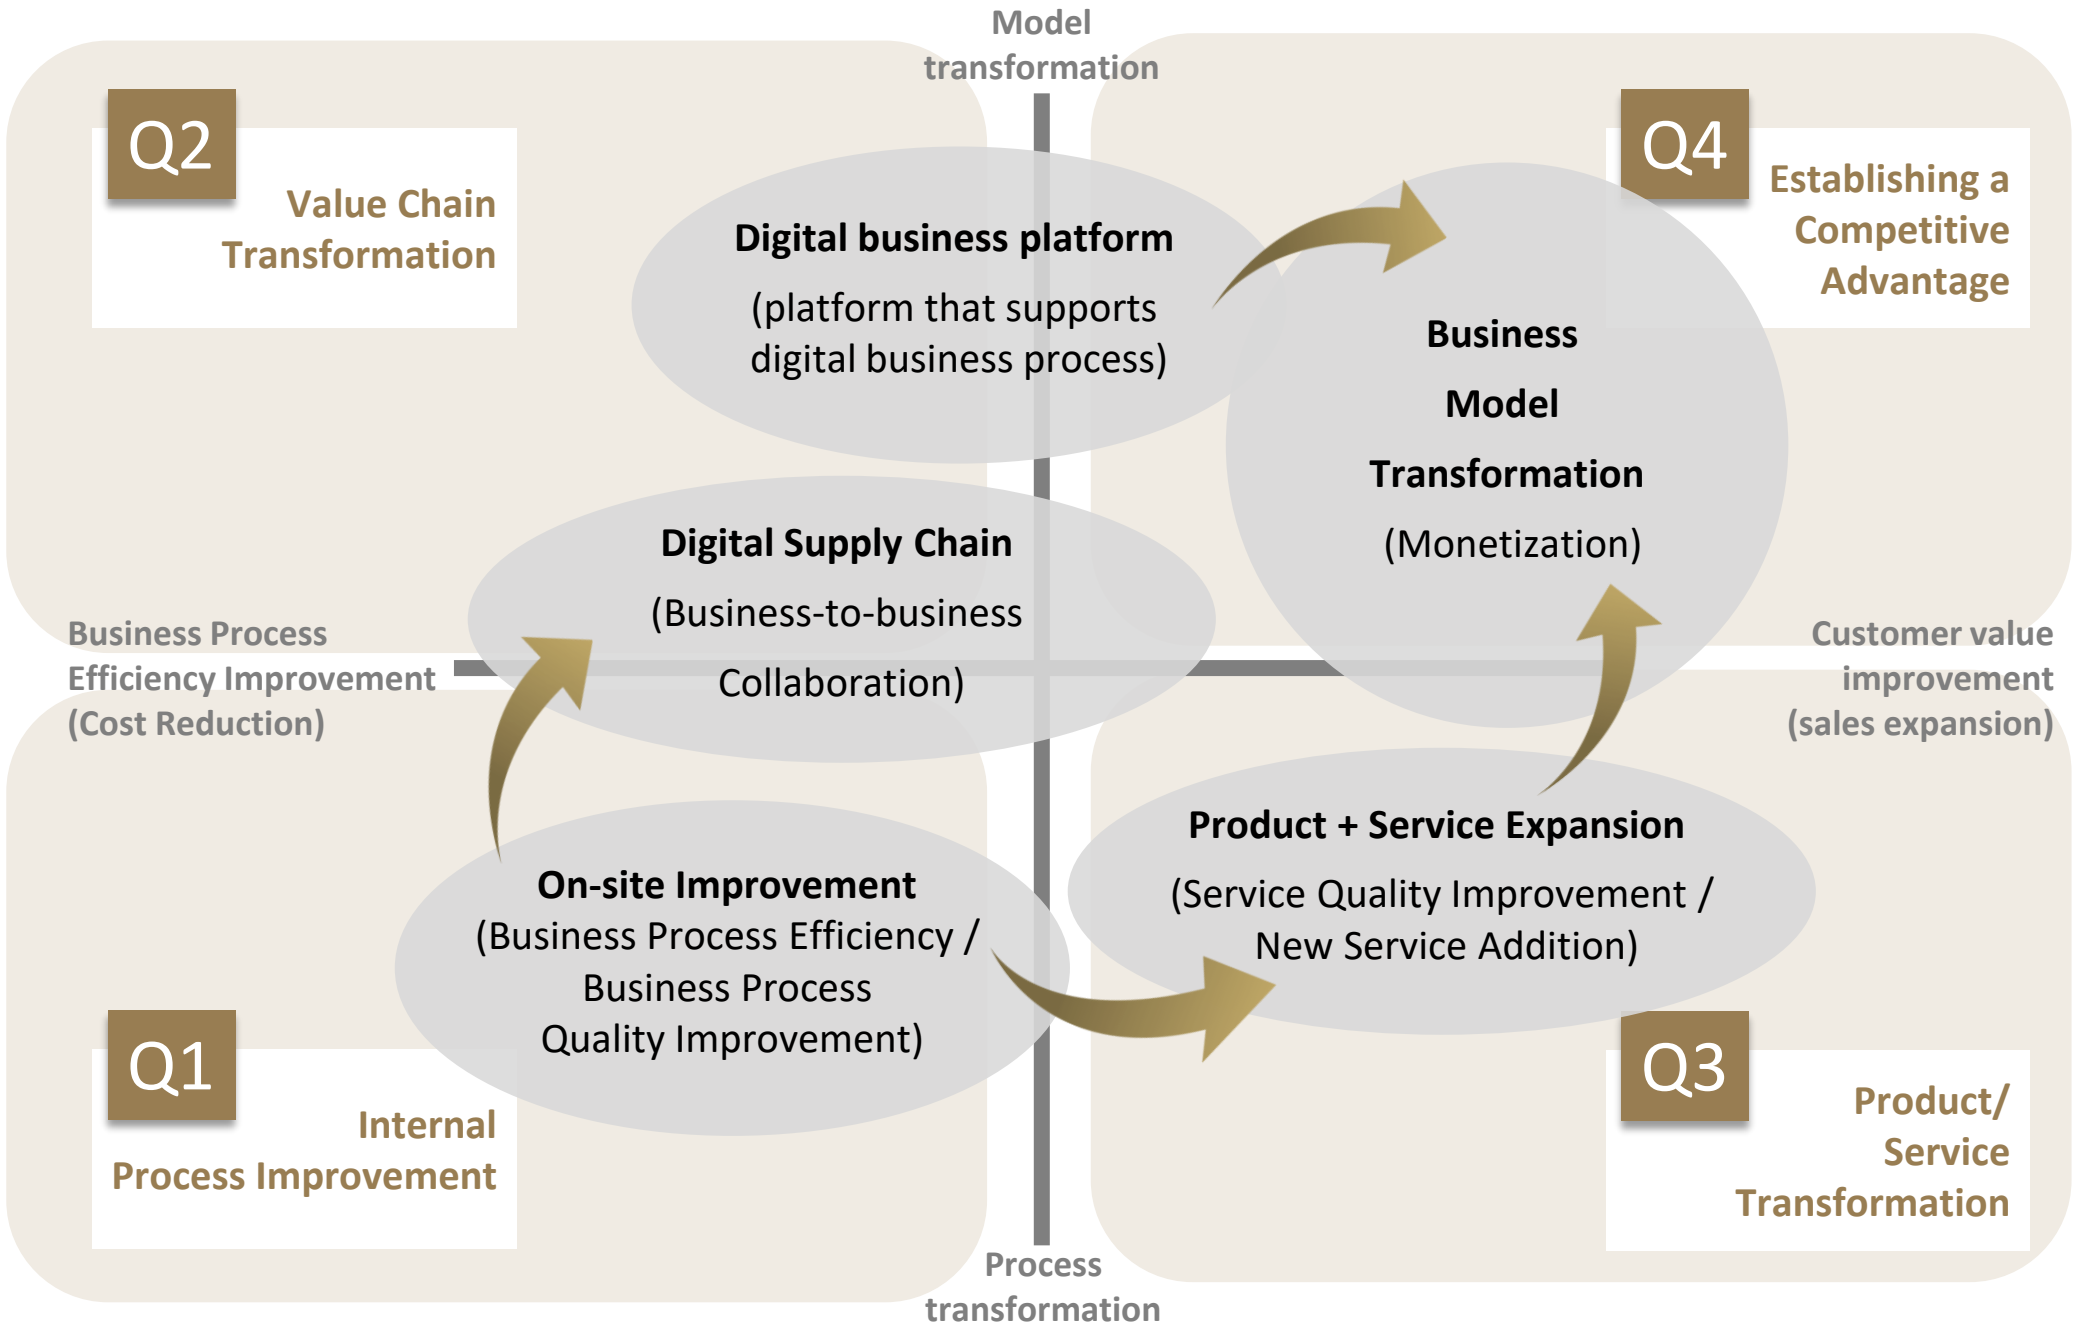 Model
transformation
Q2
Value Chain
Transformation
Q4
Establishing a
Competitive
Advantage
Digital business platform
(platform that supports
digital business process)
Business
Model
Transformation
(Monetization)
Digital Supply Chain
(Business-to-business
Collaboration)
Business Process
Efficiency Improvement
(Cost Reduction)
Customer value
improvement
(sales expansion)
Product + Service Expansion
(Service Quality Improvement /
New Service Addition)
On-site Improvement
(Business Process Efficiency /
Business Process
Quality Improvement)
Q1
Internal
Process Improvement
Q3
Product/
Service
Transformation
Process
transformation